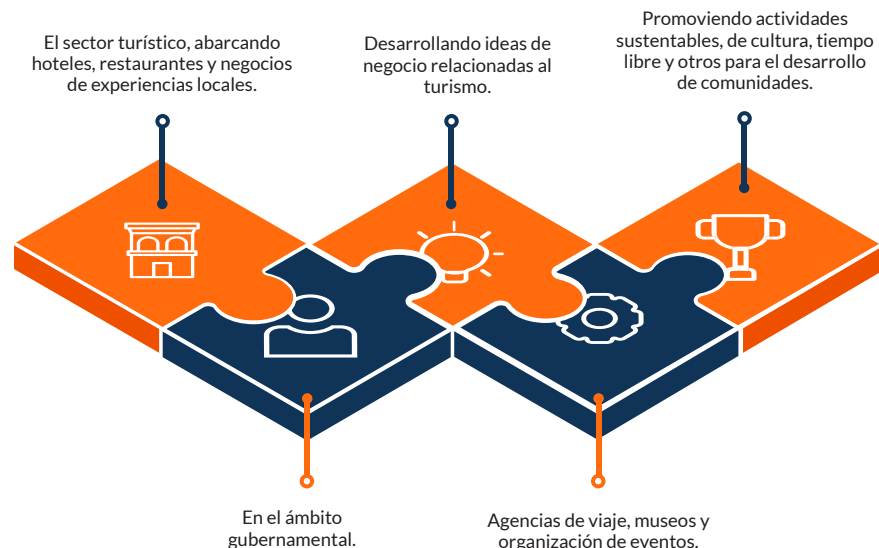 El sector turístico, abarcando
hoteles, restaurantes y negocios
de experiencias locales.
Desarrollando ideas de
negocio relacionadas al
turismo.
Promoviendo actividades
sustentables, de cultura, tiempo
libre y otros para el desarrollo
de comunidades.
En el ámbito
gubernamental.
Agencias de viaje, museos y
organización de eventos.